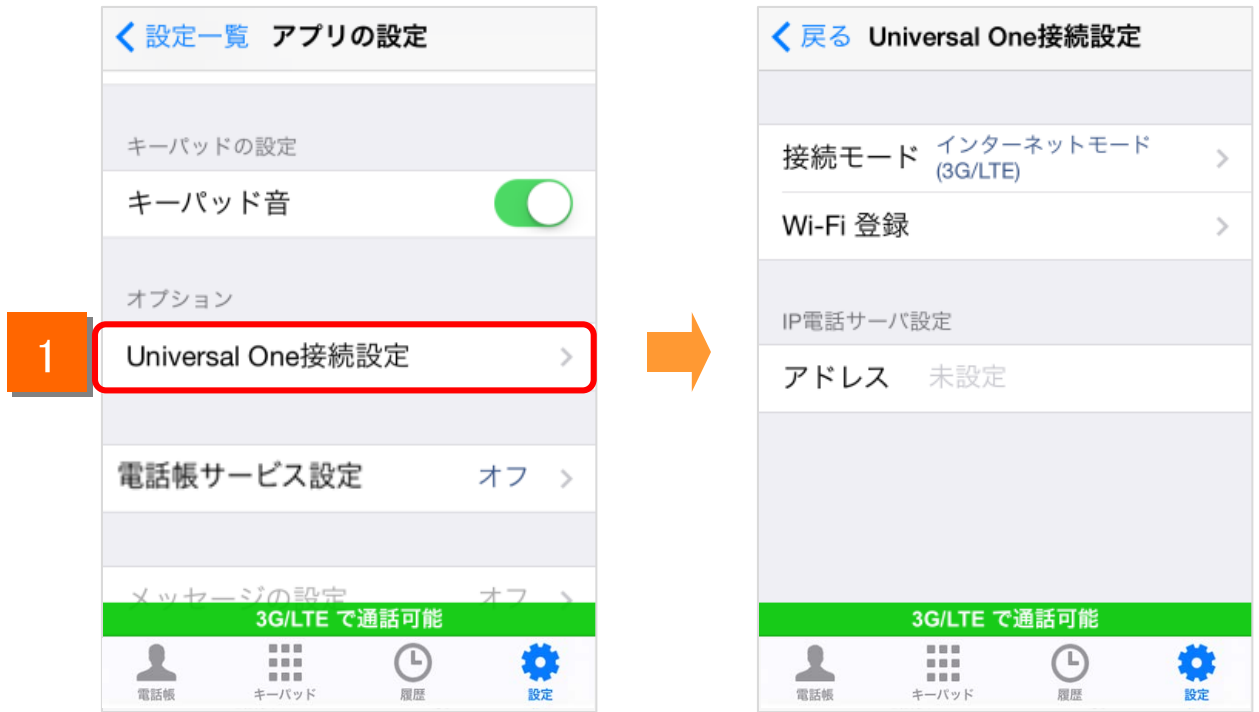 設定一覧 アプリの設定
キーパッドの設定
キーパッド音
オプション
1
Universal One接続設定
電話帳サービス設定 オフ
メッセージの設定 オフ
3G/LTE で通話可能
電話帳 キーパッド 履歴 設定
戻る Universal One接続設定
接続モード インターネットモード
(3G/LTE)
Wi-Fi 登録
IP電話サーバ設定
アドレス 未設定
3G/LTE で通話可能
電話帳 キーパッド 履歴 設定